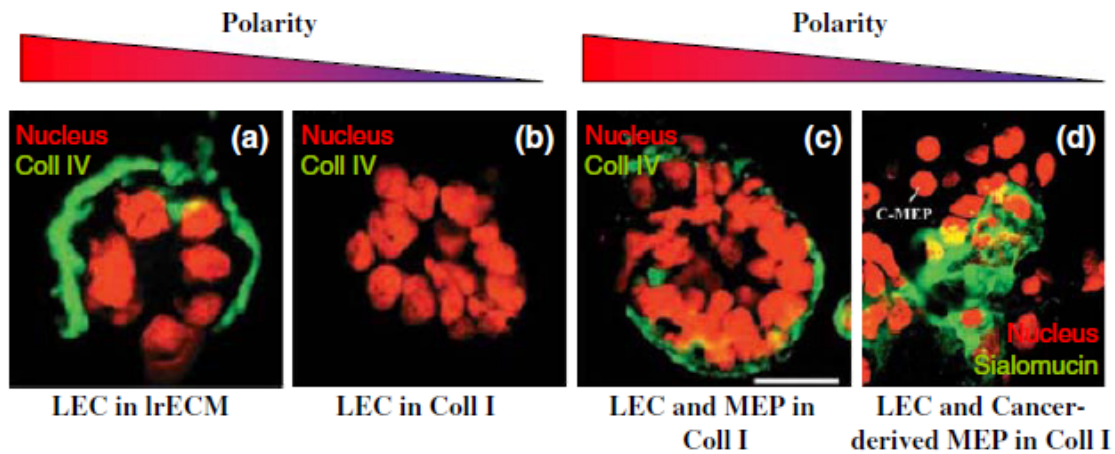 Polarity
Polarity
Nucleus
Coll IV
(a)
Nucleus
Coll IV
(b)
Nucleus
Coll IV
(c)
(d)
C-MEP
Nucleus
Sialomucin
LEC in lrECM
LEC in Coll I
LEC and MEP in
Coll I
LEC and Cancer-
derived MEP in Coll I